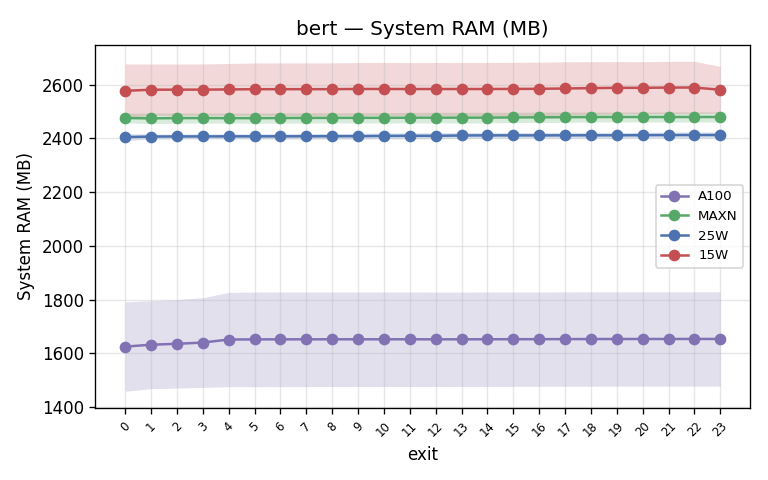 bert — System RAM (MB)
System RAM (MB)
2600
2400
2200
2000
1800
1600
1400
A100
MAXN
25W
15W
0 1 2 3 4 5 6 7 8 9 10 11 12 13 14 15 16 17 18 19 20 21 22 23
exit